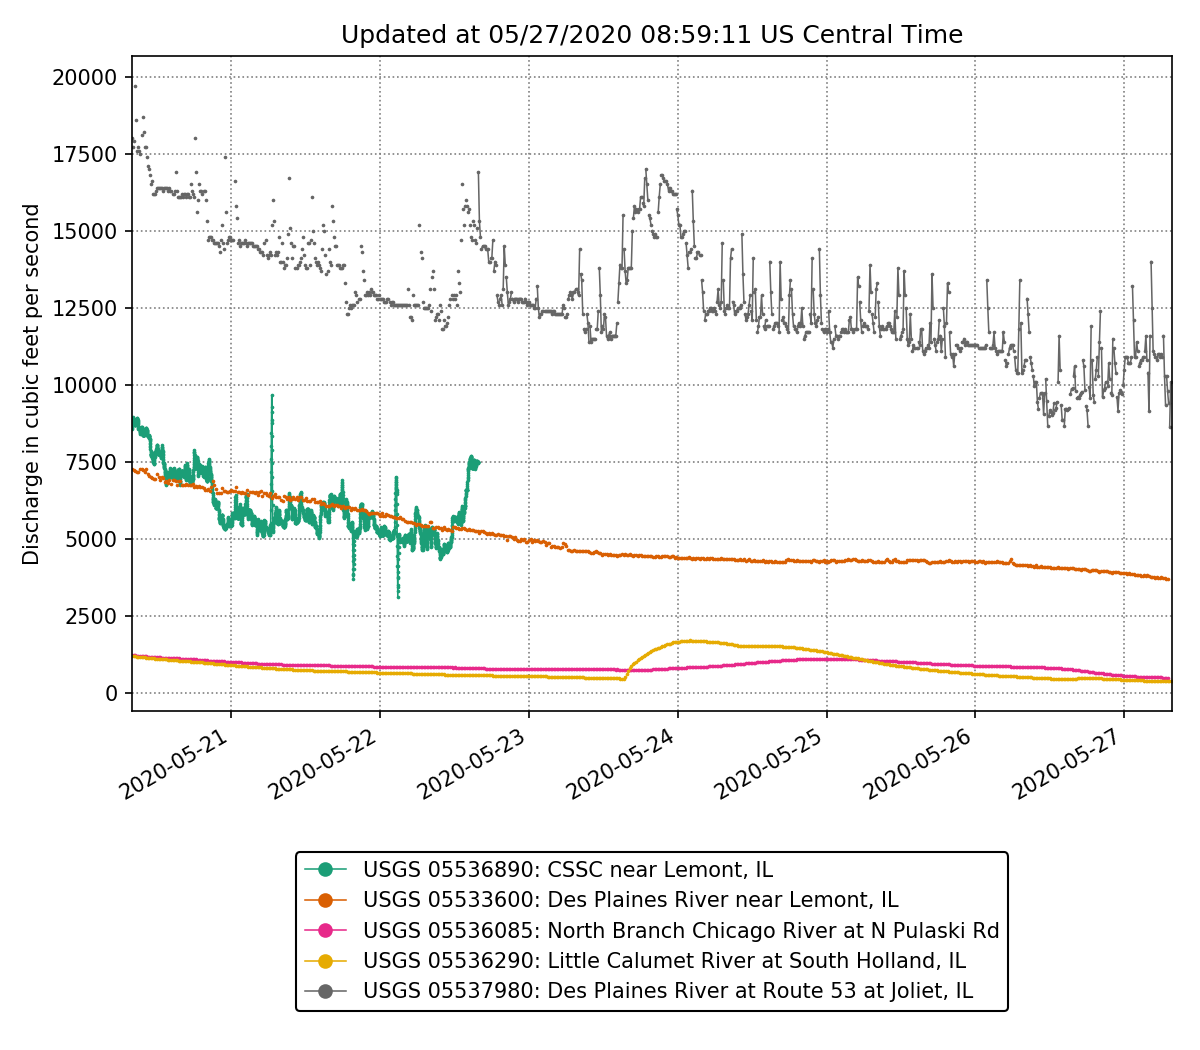 Updated at 05/27/2020 08:59:11 US Central Time
20000
17500
15000
12500
10000
7500
5000
2500
0
Discharge in cubic feet per second
2020-05-21
2020-05-22
2020-05-23
2020-05-24
2020-05-25
2020-05-26
2020-05-27
USGS 05536890: CSSC near Lemont, IL
USGS 05533600: Des Plaines River near Lemont, IL
USGS 05536085: North Branch Chicago River at N Pulaski Rd
USGS 05536290: Little Calumet River at South Holland, IL
USGS 05537980: Des Plaines River at Route 53 at Joliet, IL